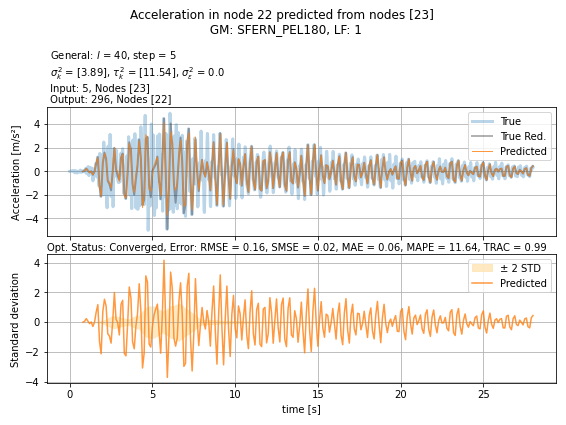 Acceleration in node 22 predicted from nodes [23]
GM: SFERN_PEL180, LF: 1
General: l = 40, step = 5
σ²ₖ = [3.89], τ²ₖ = [11.54], σ²ε = 0.0
Input: 5, Nodes [23]
Output: 296, Nodes [22]
Acceleration [m/s²]
4
2
0
−2
−4
True
True Red.
Predicted
Opt. Status: Converged, Error: RMSE = 0.16, SMSE = 0.02, MAE = 0.06, MAPE = 11.64, TRAC = 0.99
Standard deviation
4
2
0
−2
−4
± 2 STD
Predicted
0 5 10 15 20 25
time [s]